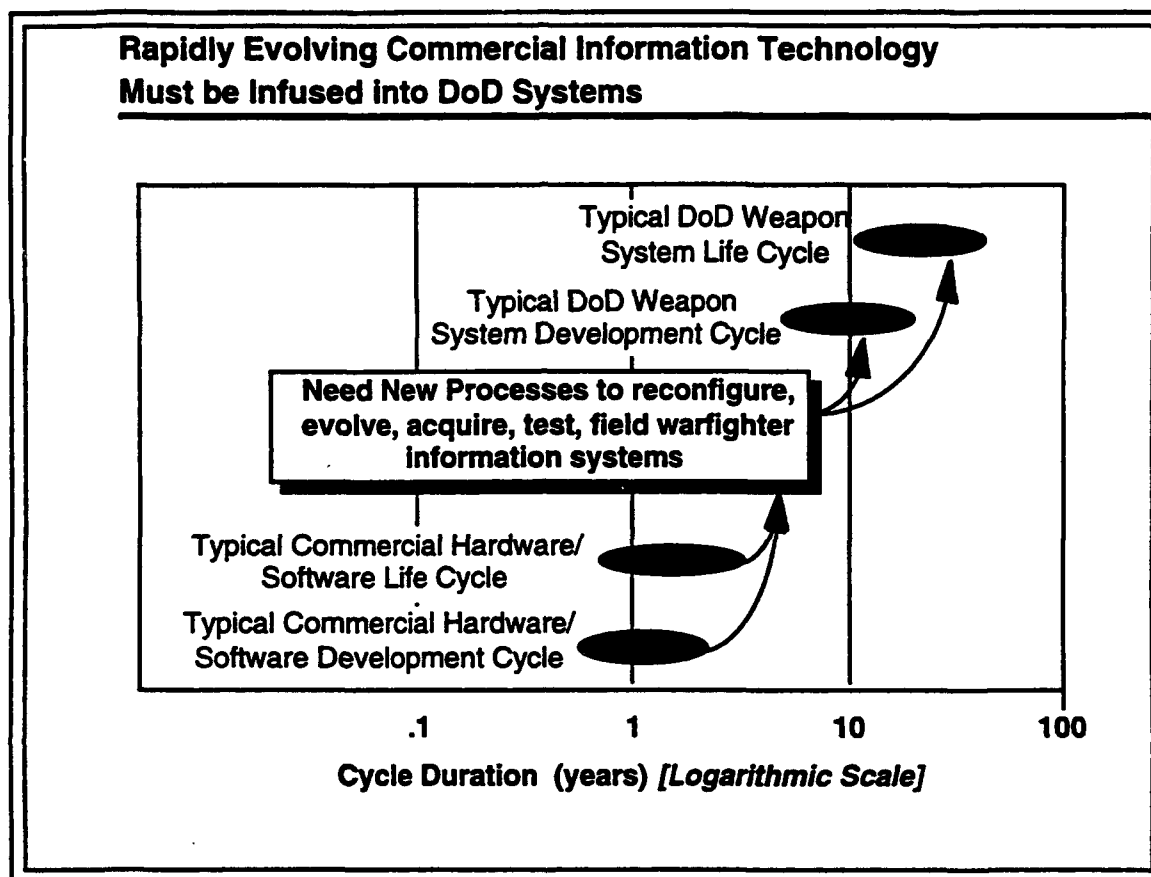 Rapidly Evolving Commercial Information Technology
Must be Infused into DoD Systems
Typical DoD Weapon
System Life Cycle
Typical DoD Weapon
System Development Cycle
Need New Processes to reconfigure,
evolve, acquire, test, field warfighter
information systems
Typical Commercial Hardware/
Software Life Cycle
Typical Commercial Hardware/
Software Development Cycle
.1 1 10 100
Cycle Duration (years) [Logarithmic Scale]